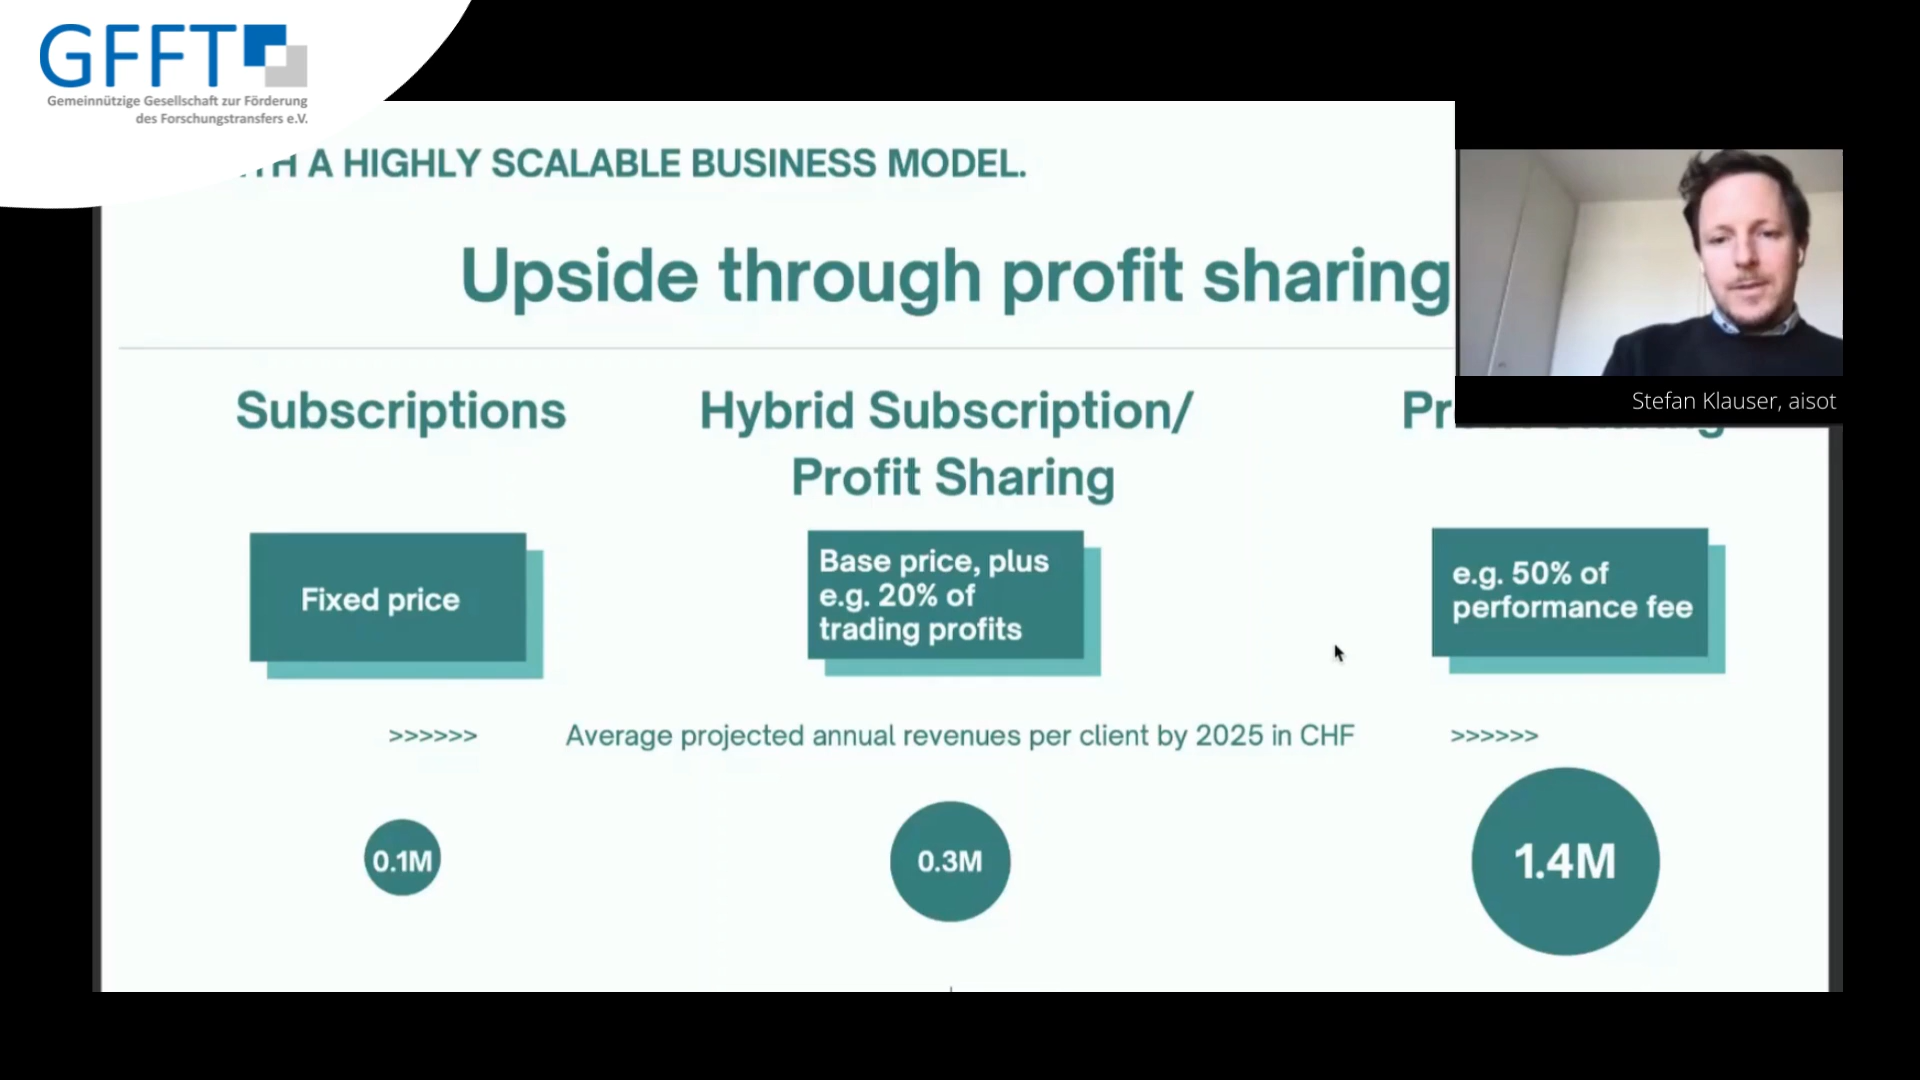 GFFT
Gemeinnützige Gesellschaft zur Förderung
des Forschungstransfers e.V.
A HIGHLY SCALABLE BUSINESS MODEL.
Upside through profit sharing
Stefan Klauser, aisot
Subscriptions
Hybrid Subscription/
Profit Sharing
Fixed price
Base price, plus
e.g. 20% of
trading profits
e.g. 50% of
performance fee
>>>>>> Average projected annual revenues per client by 2025 in CHF >>>>>>
0.1M
0.3M
1.4M